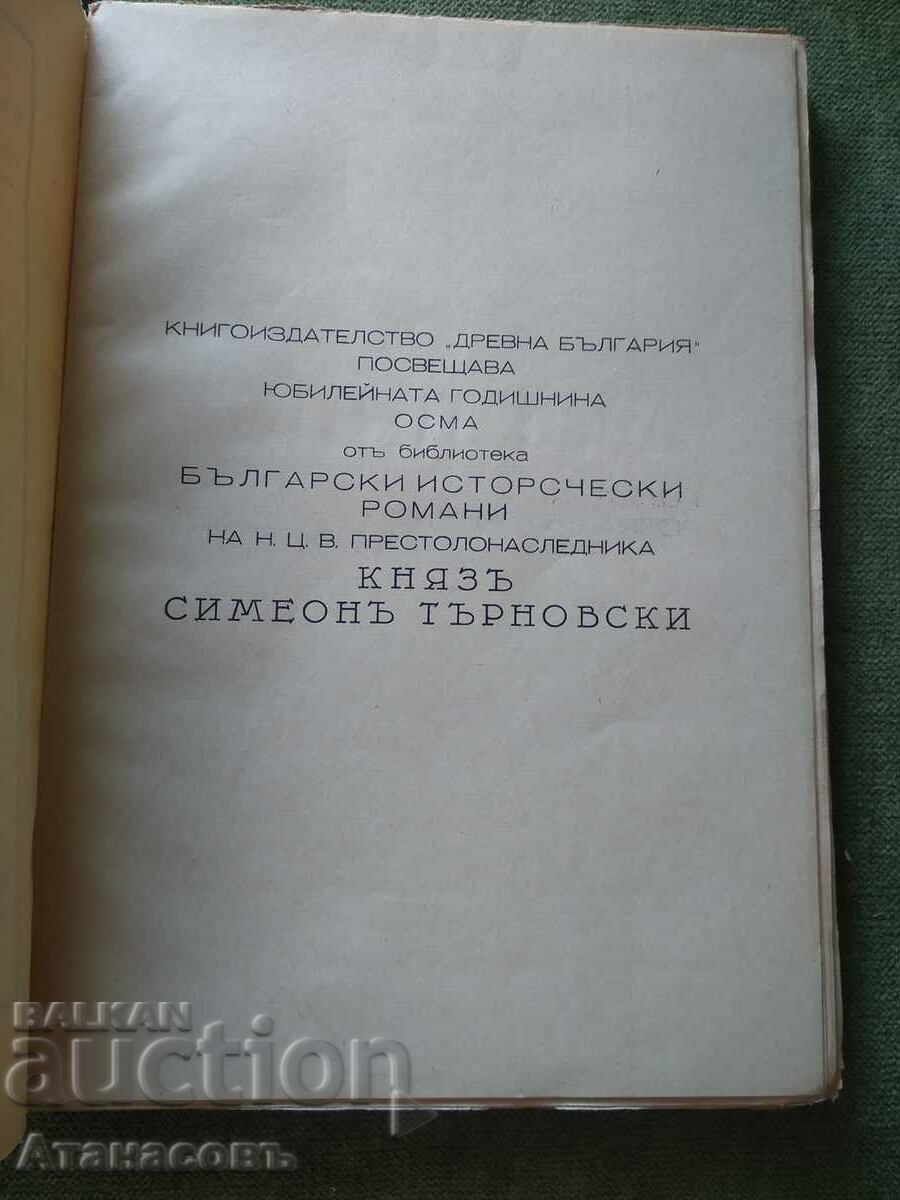 КНИГОИЗДАТЕЛСТВО „ДРЕВНА БЪЛГАРИЯ"
ПОСВЕЩАВА
ЮБИЛЕЙНАТА ГОДИШНИНА
ОСМА
отъ библиотека
БЪЛГАРСКИ ИСТОРСЧЕСКИ
РОМАНИ
НА Н. Ц. В. ПРЕСТОЛОНАСЛЕДНИКА
КНЯЗЪ
СИМЕОНЪ ТЪРНОВСКИ
BALKAN
auction
Атанасовъ